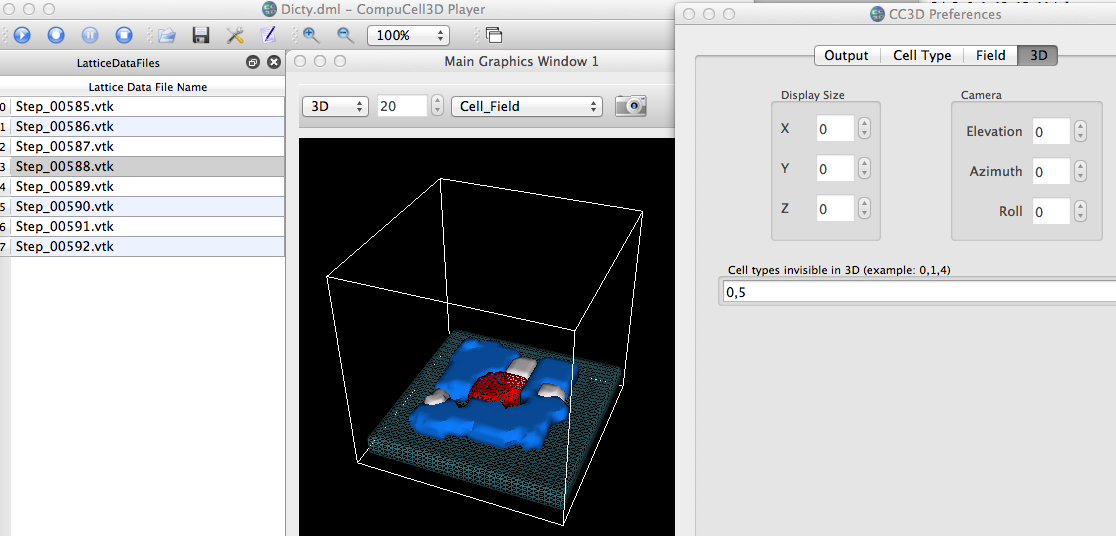 Dicty.dml – CompuCell3D Player
CC3D Preferences
100%
LatticeDataFiles
Lattice Data File Name
0 Step_00585.vtk
1 Step_00586.vtk
2 Step_00587.vtk
3 Step_00588.vtk
4 Step_00589.vtk
5 Step_00590.vtk
6 Step_00591.vtk
7 Step_00592.vtk
Main Graphics Window 1
3D 20 Cell_Field
Output Cell Type Field 3D
Display Size Camera
X 0 Elevation 0
Y 0 Azimuth 0
Z 0 Roll 0
Cell types invisible in 3D (example: 0,1,4)
0,5